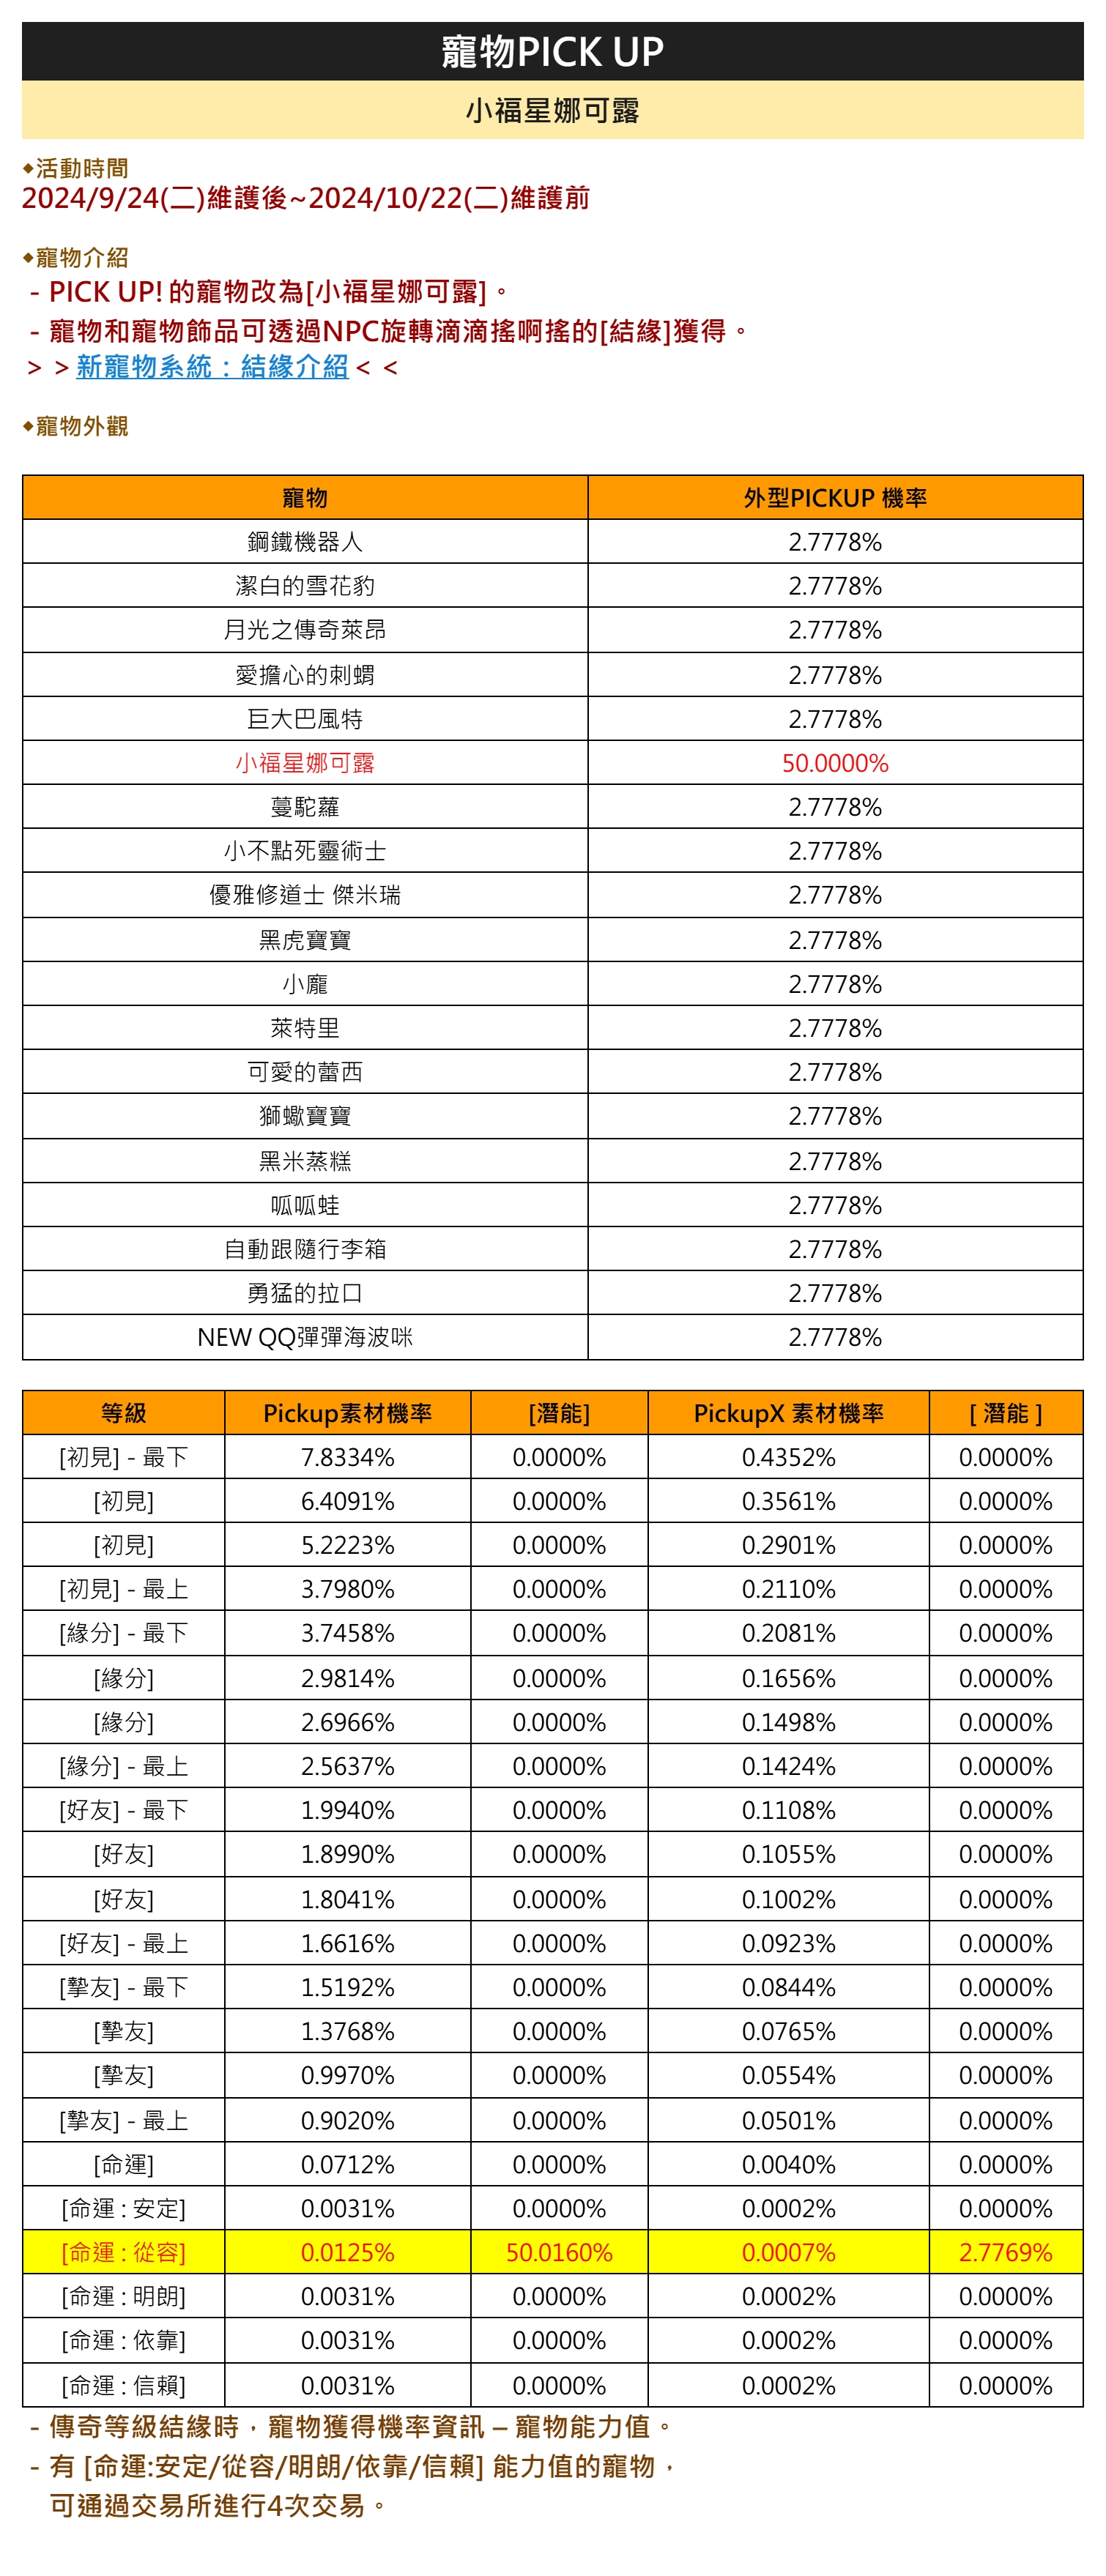 寵物PICK UP
小福星娜可露
◆活動時間
2024/9/24(二)維護後~2024/10/22(二)維護前
◆寵物介紹
- PICK UP! 的寵物改為[小福星娜可露]。
- 寵物和寵物飾品可透過NPC旋轉滴滴搖啊搖的[結緣]獲得。
> > 新寵物系統：結緣介紹 < <
◆寵物外觀
寵物 外型PICKUP 機率
鋼鐵機器人 2.7778%
潔白的雪花豹 2.7778%
月光之傳奇萊昂 2.7778%
愛擔心的刺蝟 2.7778%
巨大巴風特 2.7778%
小福星娜可露 50.0000%
蔓駝蘿 2.7778%
小不點死靈術士 2.7778%
優雅修道士 傑米瑞 2.7778%
黑虎寶寶 2.7778%
小龐 2.7778%
萊特里 2.7778%
可愛的蕾西 2.7778%
獅蠍寶寶 2.7778%
黑米蒸糕 2.7778%
呱呱蛙 2.7778%
自動跟隨行李箱 2.7778%
勇猛的拉口 2.7778%
NEW QQ彈彈海波咪 2.7778%
等級 Pickup素材機率 [潛能] PickupX 素材機率 [ 潛能 ]
[初見] - 最下 7.8334% 0.0000% 0.4352% 0.0000%
[初見] 6.4091% 0.0000% 0.3561% 0.0000%
[初見] 5.2223% 0.0000% 0.2901% 0.0000%
[初見] - 最上 3.7980% 0.0000% 0.2110% 0.0000%
[緣分] - 最下 3.7458% 0.0000% 0.2081% 0.0000%
[緣分] 2.9814% 0.0000% 0.1656% 0.0000%
[緣分] 2.6966% 0.0000% 0.1498% 0.0000%
[緣分] - 最上 2.5637% 0.0000% 0.1424% 0.0000%
[好友] - 最下 1.9940% 0.0000% 0.1108% 0.0000%
[好友] 1.8990% 0.0000% 0.1055% 0.0000%
[好友] 1.8041% 0.0000% 0.1002% 0.0000%
[好友] - 最上 1.6616% 0.0000% 0.0923% 0.0000%
[摯友] - 最下 1.5192% 0.0000% 0.0844% 0.0000%
[摯友] 1.3768% 0.0000% 0.0765% 0.0000%
[摯友] 0.9970% 0.0000% 0.0554% 0.0000%
[摯友] - 最上 0.9020% 0.0000% 0.0501% 0.0000%
[命運] 0.0712% 0.0000% 0.0040% 0.0000%
[命運 : 安定] 0.0031% 0.0000% 0.0002% 0.0000%
[命運 : 從容] 0.0125% 50.0160% 0.0007% 2.7769%
[命運 : 明朗] 0.0031% 0.0000% 0.0002% 0.0000%
[命運 : 依靠] 0.0031% 0.0000% 0.0002% 0.0000%
[命運 : 信賴] 0.0031% 0.0000% 0.0002% 0.0000%
- 傳奇等級結緣時，寵物獲得機率資訊 – 寵物能力值。
- 有 [命運:安定/從容/明朗/依靠/信賴] 能力值的寵物，
可通過交易所進行4次交易。